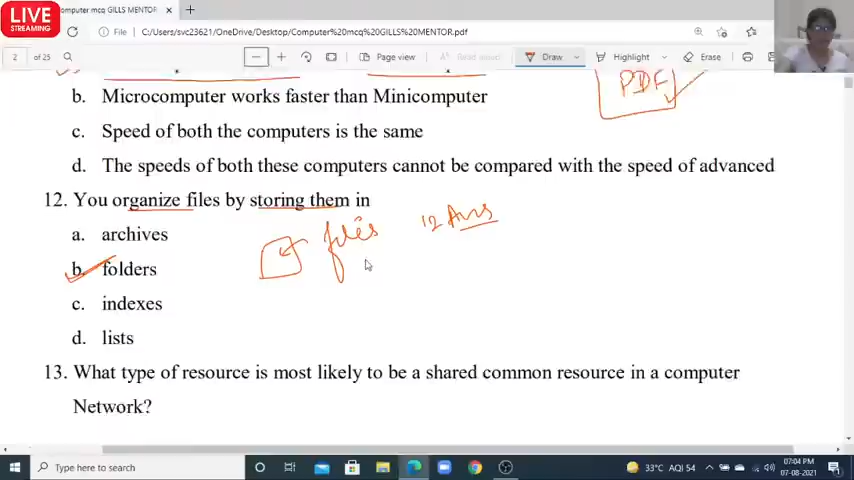 LIVE
STREAMING
Computer mcq GILLS MENTOR.pdf
File
C:/Users/svc23621/OneDrive/Desktop/Computer%20mcq%20GILLS%20MENTOR.pdf
2
of 25
Page view
Read aloud
Draw
Highlight
Erase
PDF
b. Microcomputer works faster than Minicomputer
c. Speed of both the computers is the same
d. The speeds of both these computers cannot be compared with the speed of advanced
12. You organize files by storing them in
a. archives
files 12 Ans
b. folders
c. indexes
d. lists
13. What type of resource is most likely to be a shared common resource in a computer
Network?
Type here to search
33°C AQI 54
07:04 PM
07-08-2021